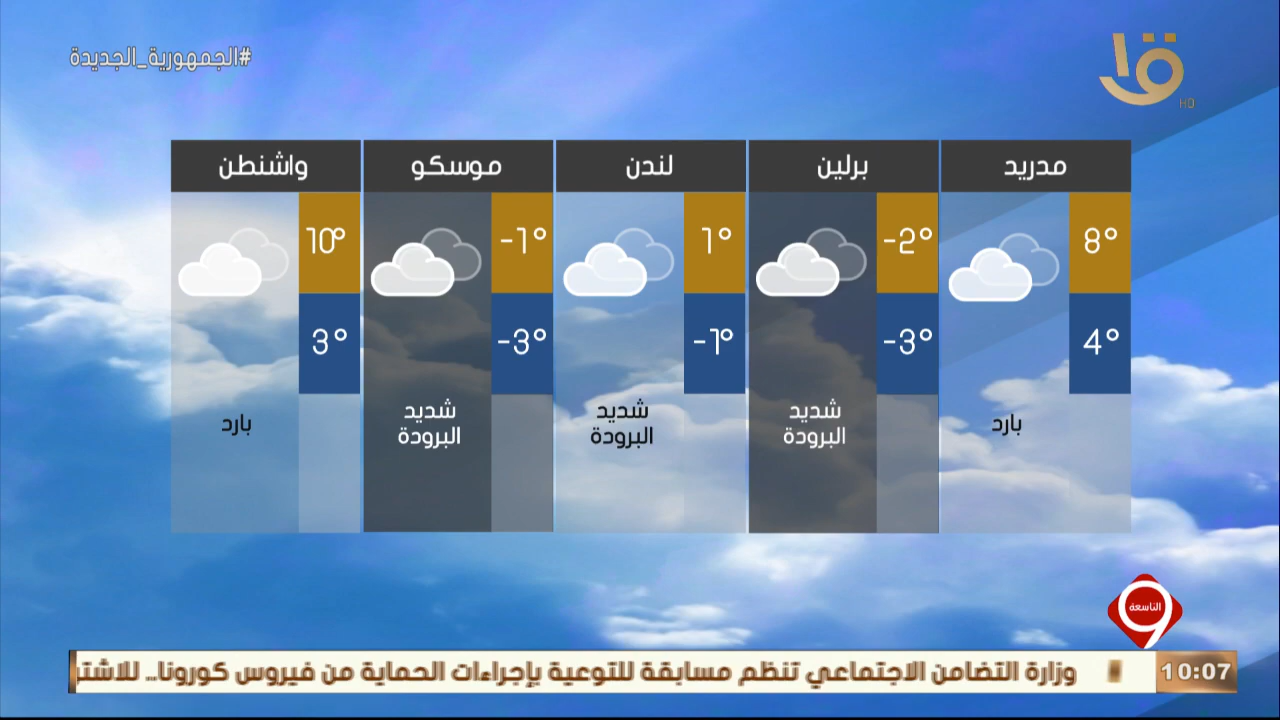 #الجمهورية_الجديدة
HD
مدريد
8°
4°
بارد
برلين
-2°
-3°
شديد
البرودة
لندن
1°
-1°
شديد
البرودة
موسكو
-1°
-3°
شديد
البرودة
واشنطن
10°
3°
بارد
التاسعة
9
10:07
وزارة التضامن الاجتماعي تنظم مسابقة للتوعية بإجراءات الحماية من فيروس كورونا.. للاشتر